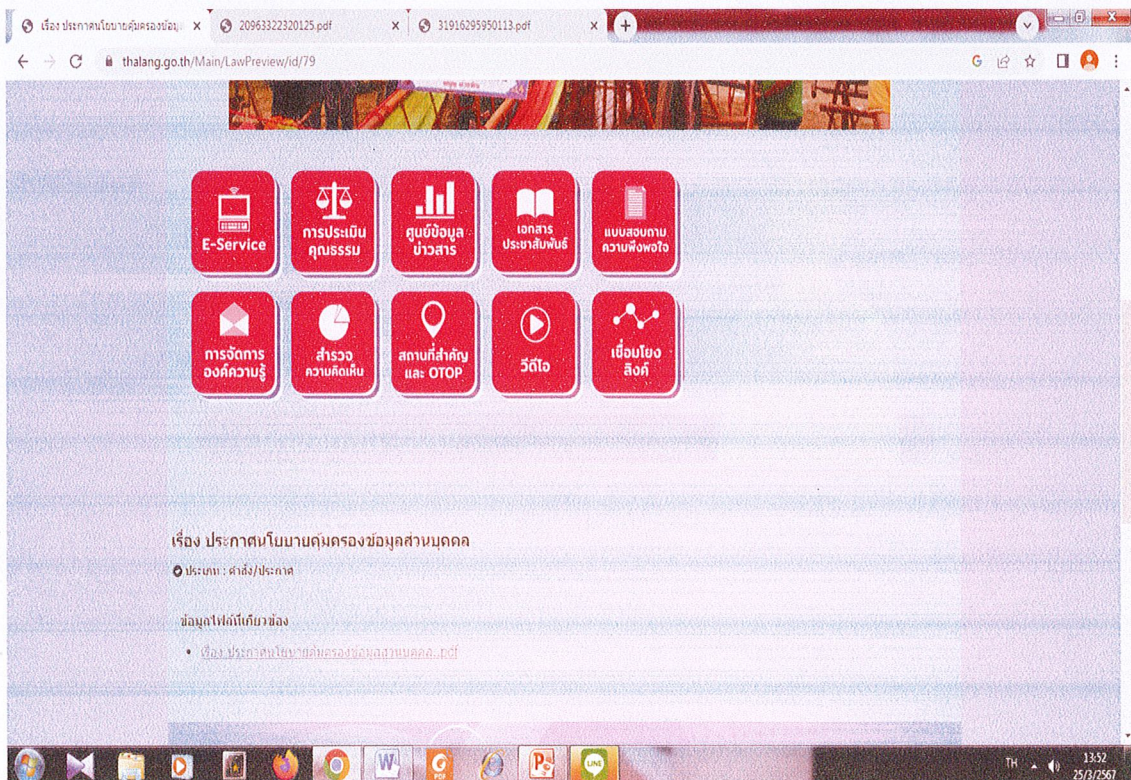 เรื่อง ประกาศนโยบายคุ้มครองข้อมู
20963322320125.pdf
31916295950113.pdf
thalang.go.th/Main/LawPreview/id/79
E-Service
การประเมิน
คุณธรรม
ศูนย์ข้อมูล
ข่าวสาร
เอกสาร
ประชาสัมพันธ์
แบบสอบถาม
ความพึงพอใจ
การจัดการ
องค์ความรู้
สำรวจ
ความคิดเห็น
สถานที่สำคัญ
และ OTOP
วีดีโอ
เชื่อมโยง
ลิงค์
เรื่อง ประกาศนโยบายคุ้มครองข้อมูลส่วนบุคคล
ประเภท : คำสั่ง/ประกาศ
ข้อมูลไฟล์ที่เกียวข้อง
เรื่อง ประกาศนโยบายคุ้มครองข้อมูลส่วนบุคคล..pdf
TH
13:52
25/3/2567